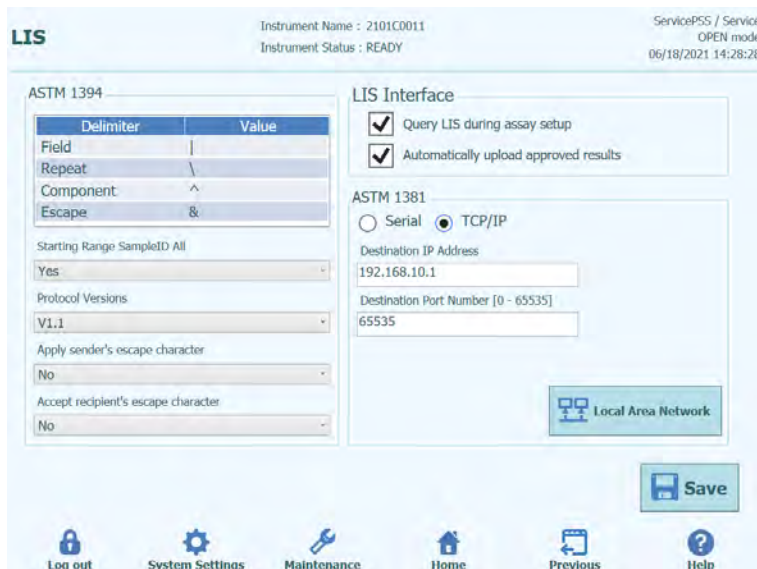 LIS
Instrument Name : 2101C0011
Instrument Status : READY
ServicePSS / Service
OPEN mode
06/18/2021 14:28:28
ASTM 1394
Delimiter Value
Field |
Repeat \
Component ^
Escape &
Starting Range SampleID All
Yes
Protocol Versions
V1.1
Apply sender's escape character
No
Accept recipient's escape character
No
LIS Interface
Query LIS during assay setup
Automatically upload approved results
ASTM 1381
Serial TCP/IP
Destination IP Address
192.168.10.1
Destination Port Number [0 - 65535]
65535
Local Area Network
Save
Log out System Settings Maintenance Home Previous Help